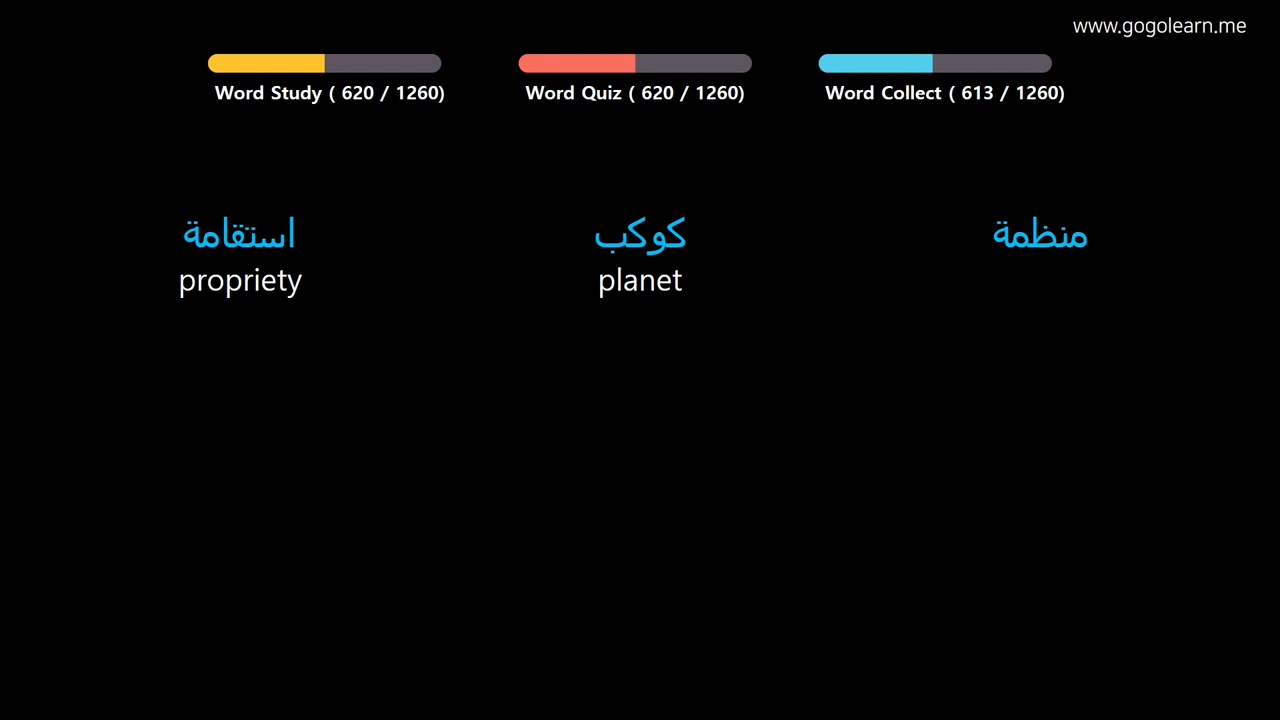 www.gogolearn.me
Word Study ( 620 / 1260)
Word Quiz ( 620 / 1260)
Word Collect ( 613 / 1260)
استقامة
propriety
كوكب
planet
منظمة